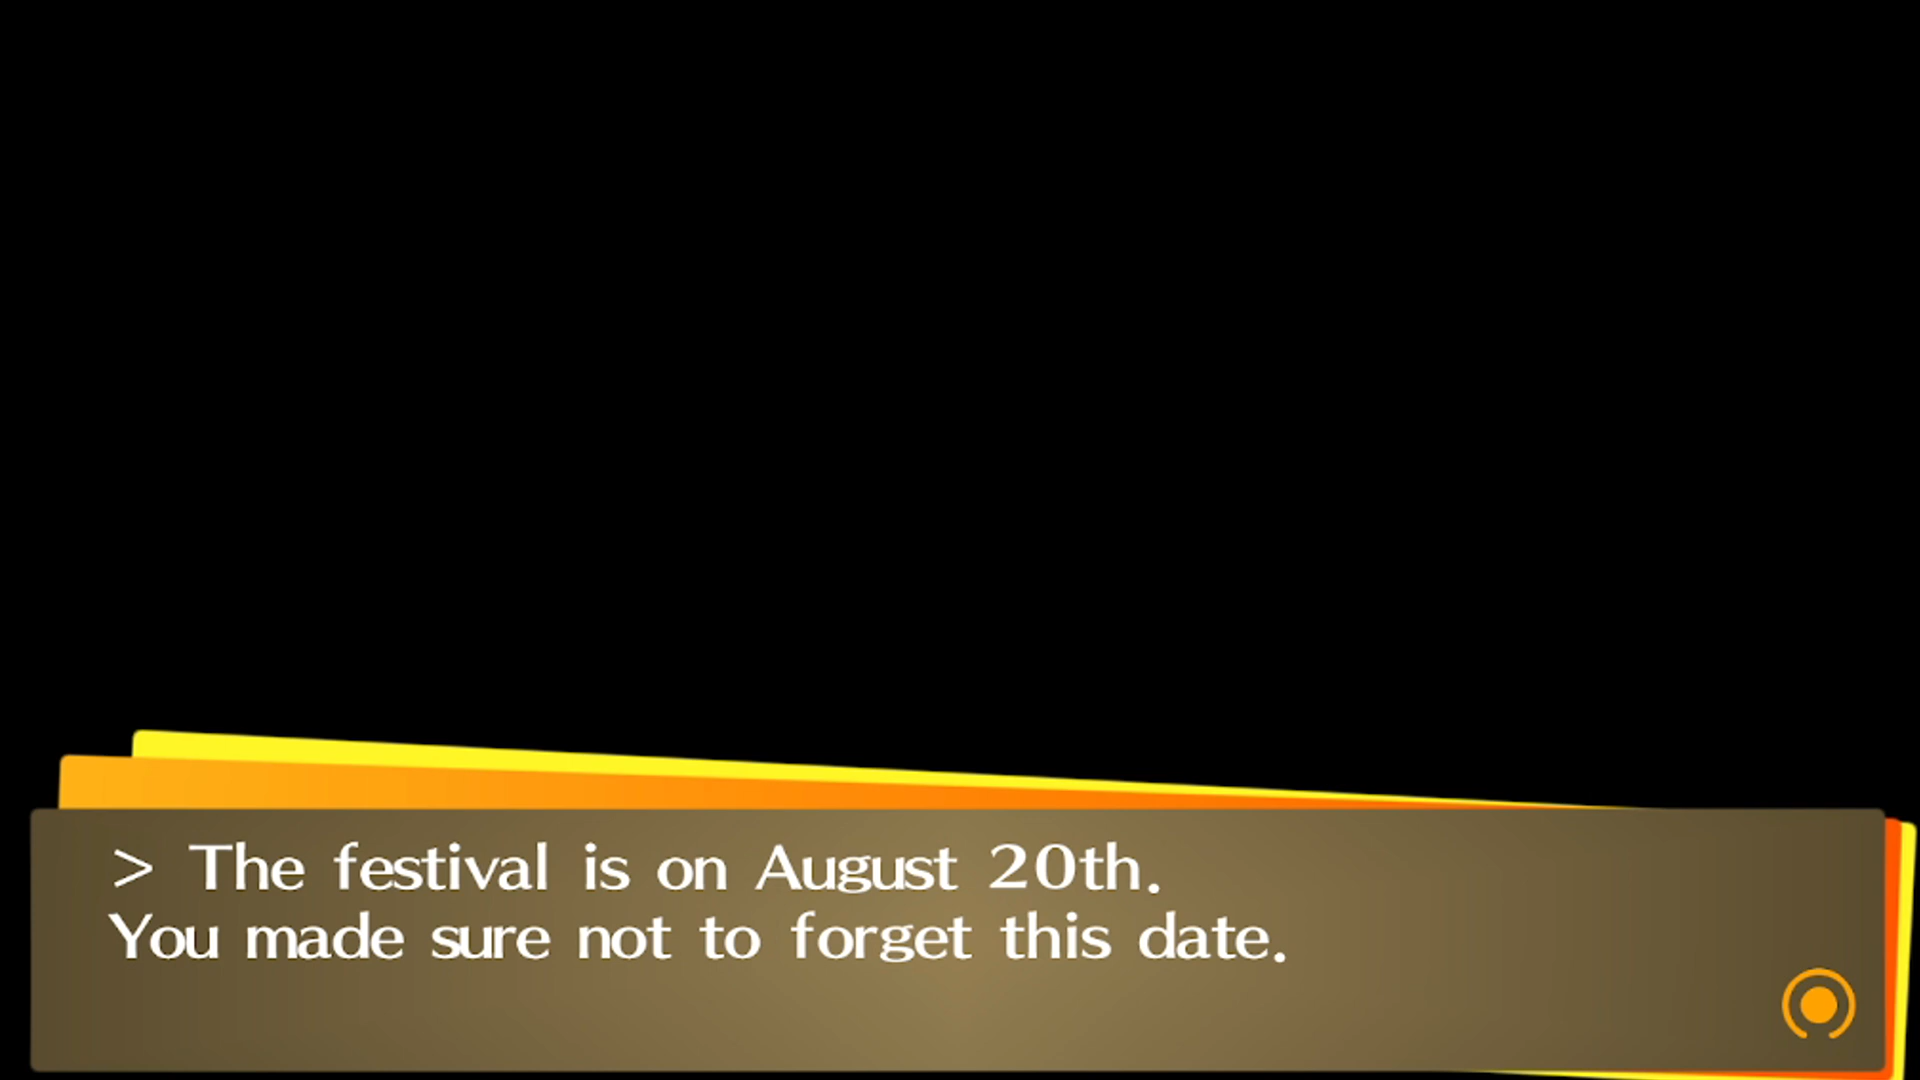 > The festival is on August 20th.
You made sure not to forget this date.